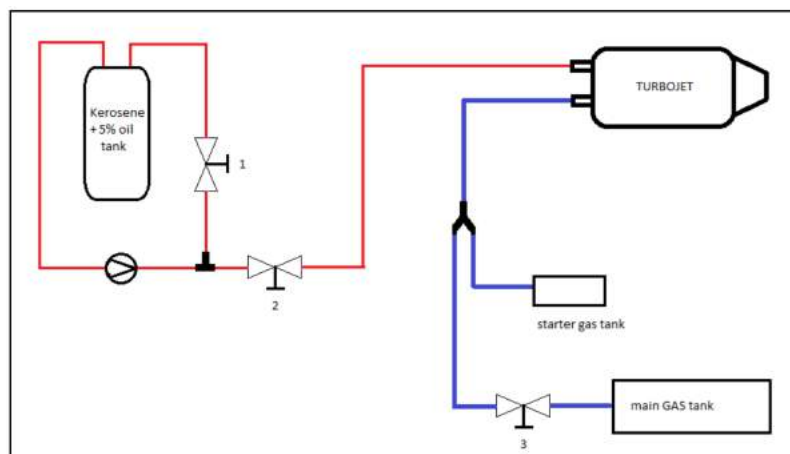 Kerosene
+ 5% oil
tank
1
2
TURBOJET
starter gas tank
main GAS tank
3